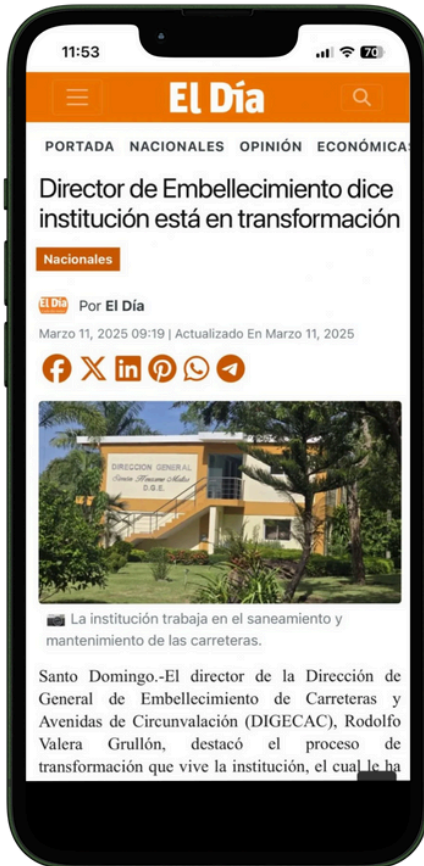 11:53
70
El Día
PORTADA NACIONALES OPINIÓN ECONÓMICA
Director de Embellecimiento dice
institución está en transformación
Nacionales
El Día
Por El Día
Marzo 11, 2025 09:19 | Actualizado En Marzo 11, 2025
DIRECCION GENERAL
D.G.E.
La institución trabaja en el saneamiento y
mantenimiento de las carreteras.
Santo Domingo.-El director de la Dirección de
General de Embellecimiento de Carreteras y
Avenidas de Circunvalación (DIGECAC), Rodolfo
Valera Grullón, destacó el proceso de
transformación que vive la institución, el cual le ha